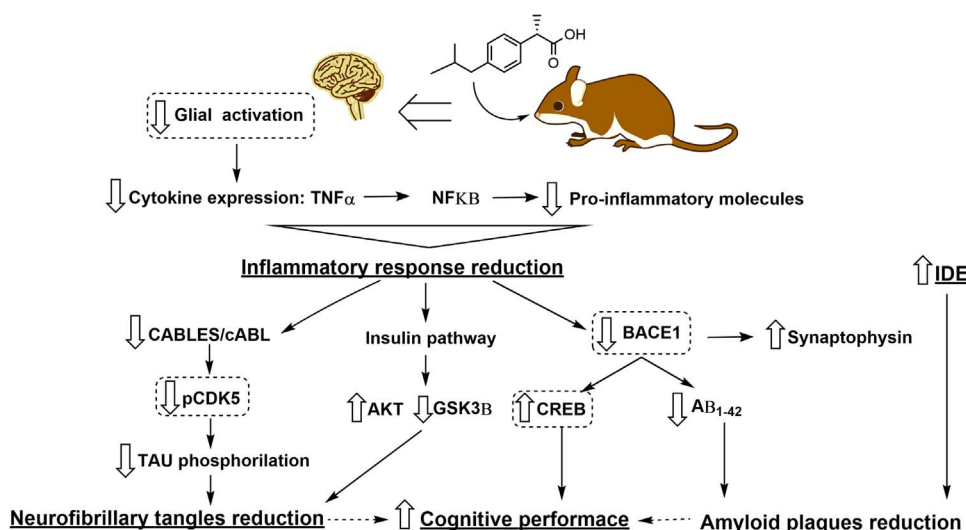 OH
O
Glial activation
Cytokine expression: TNFα NFKB Pro-inflammatory molecules
Inflammatory response reduction
IDE
CABLES/cABL Insulin pathway BACE1 Synaptophysin
pCDK5 AKT GSK3B CREB AB1-42
TAU phosphorilation
Neurofibrillary tangles reduction Cognitive performace Amyloid plaques reduction